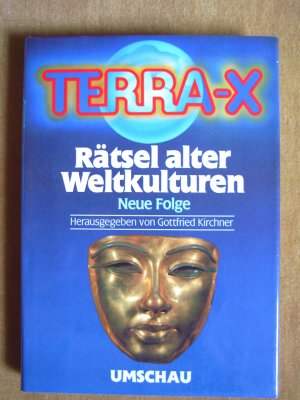 TERRA-X
Rätsel alter
Weltkulturen
Neue Folge
Herausgegeben von Gottfried Kirchner
UMSCHAU